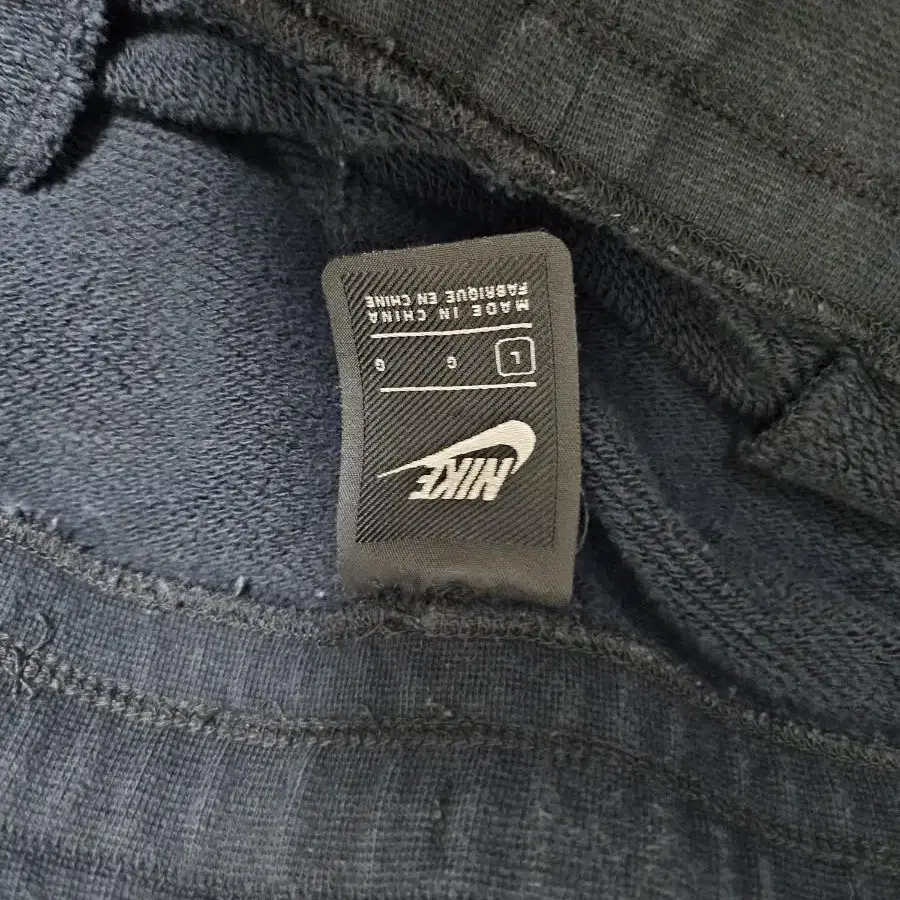 NIKE
L G G
MADE IN CHINA
FABRIQUE EN CHINE